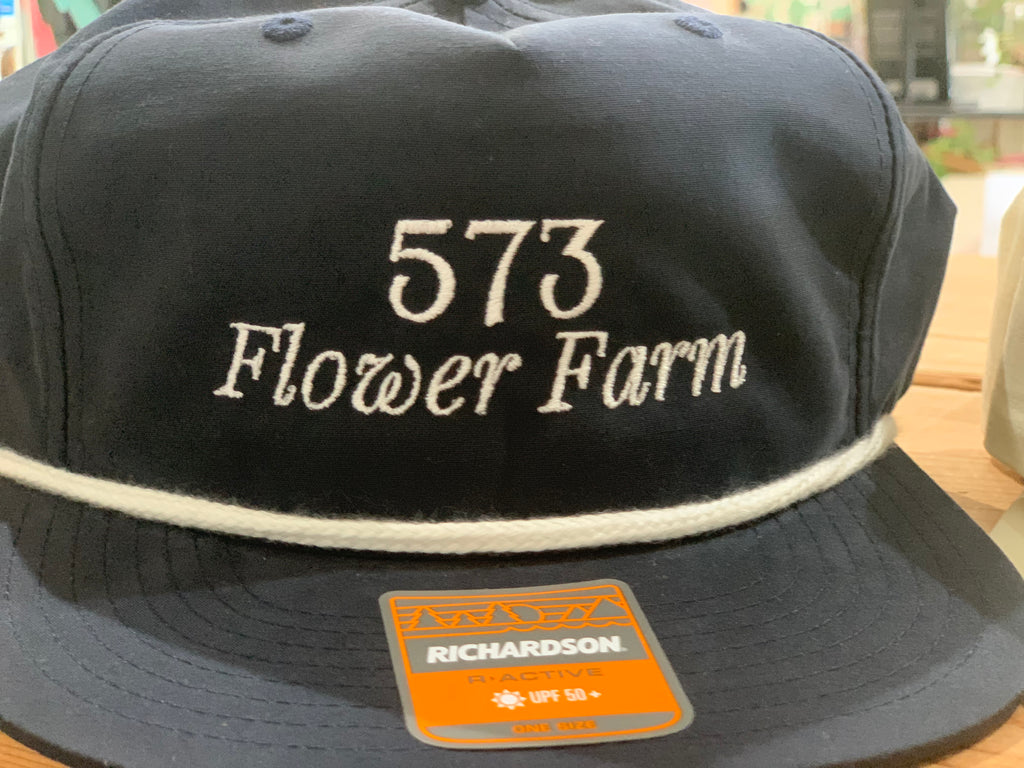 573
Flower Farm
RICHARDSON
R·ACTIVE
UPF 50+
ONE SIZE